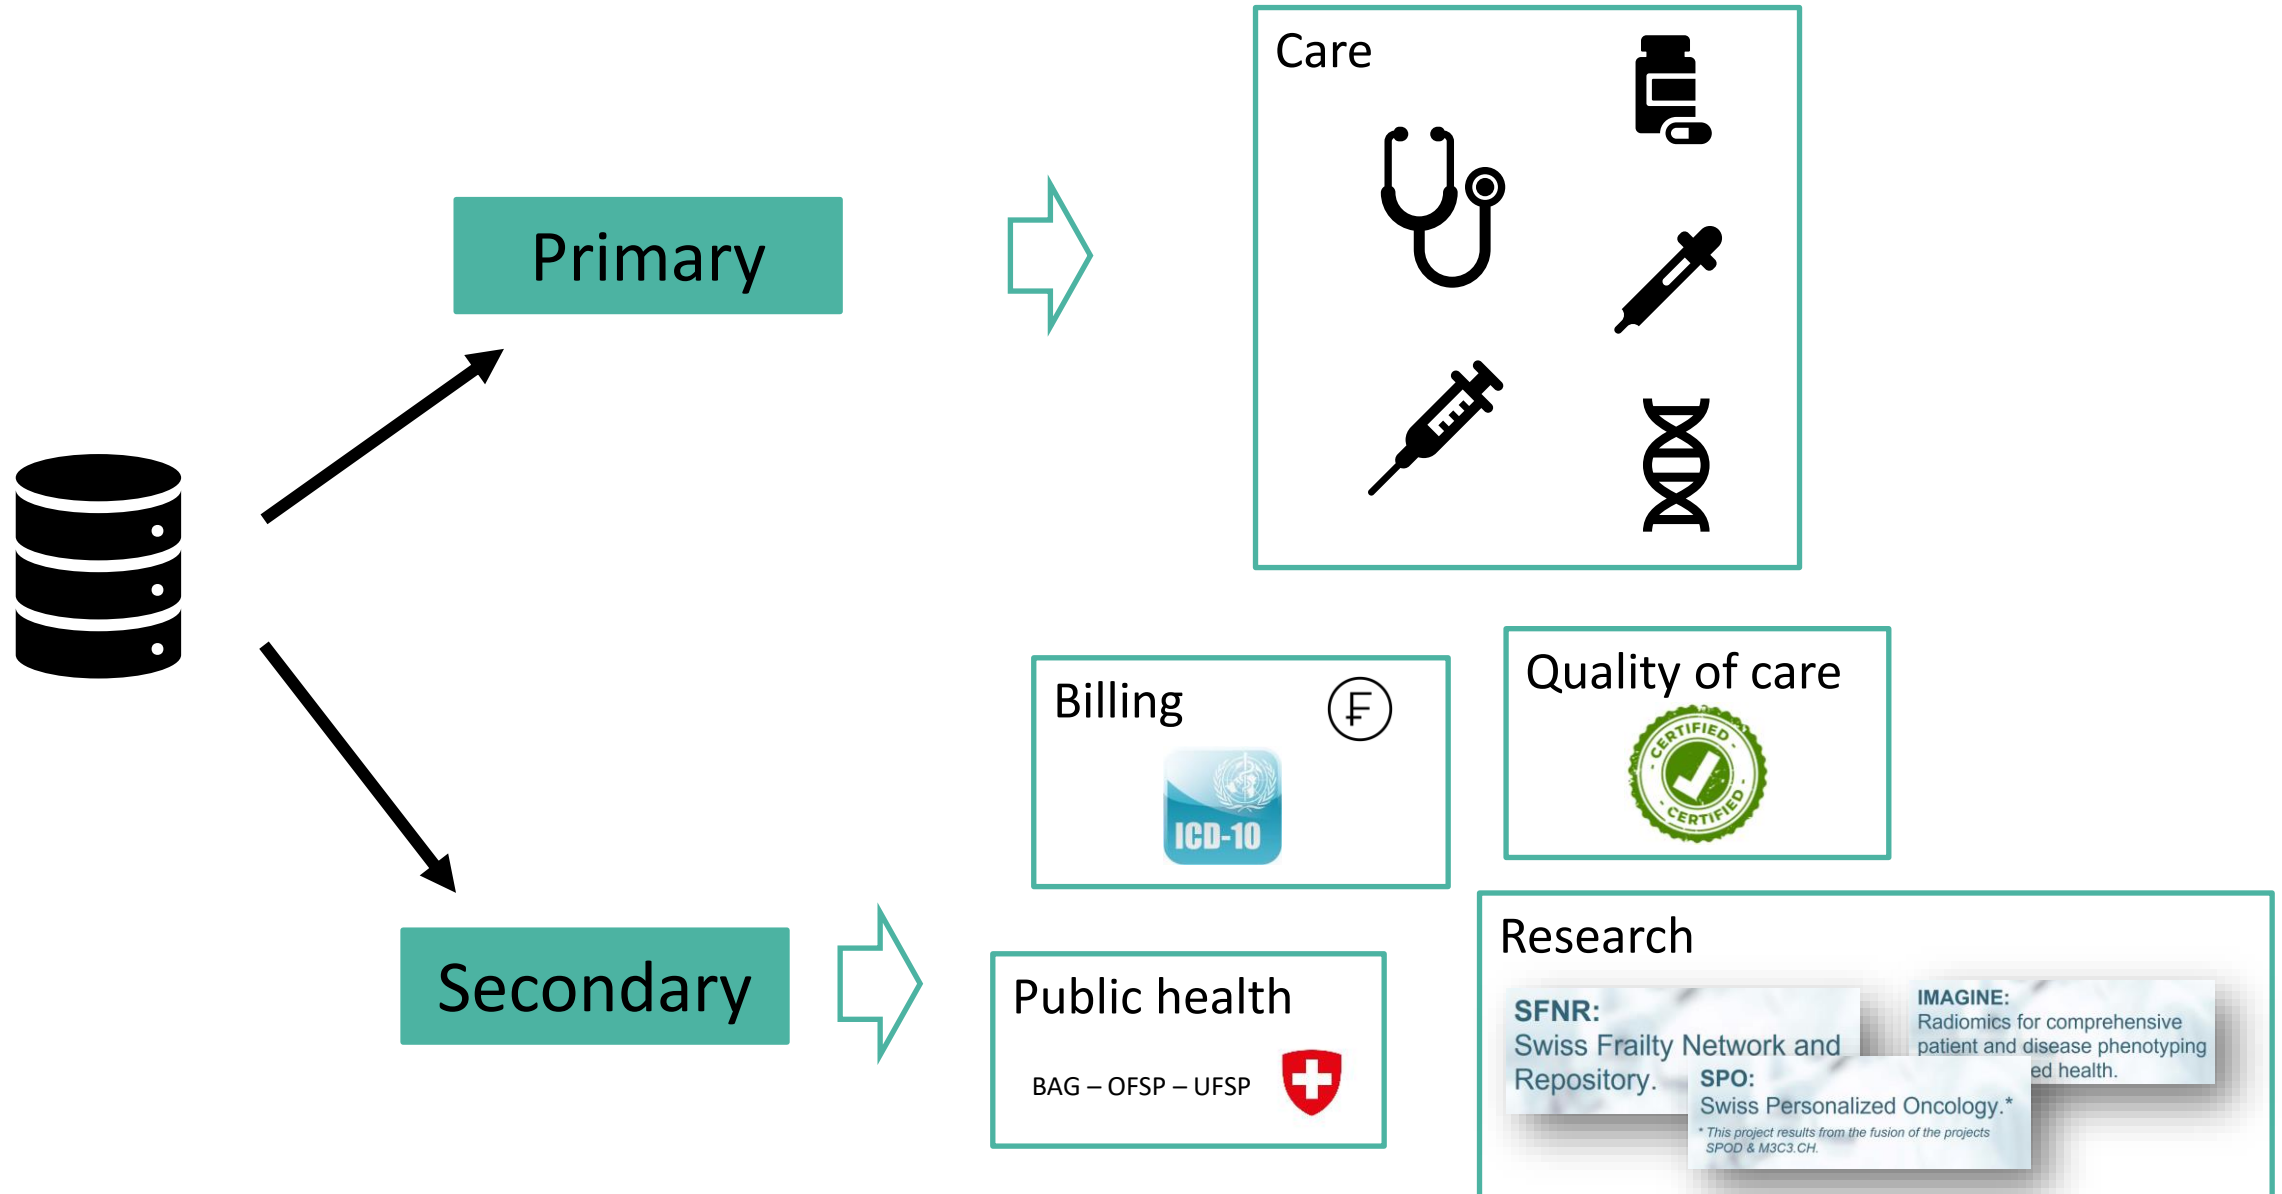 Care
Primary
Billing
ICD-10
Quality of care
CERTIFIED
CERTIFIED
Secondary
Public health
BAG – OFSP – UFSP
Research
SFNR:
Swiss Frailty Network and
Repository.
IMAGINE:
Radiomics for comprehensive
patient and disease phenotyping
ed health.
SPO:
Swiss Personalized Oncology.*
* This project results from the fusion of the projects
SPOD & M3C3.CH.